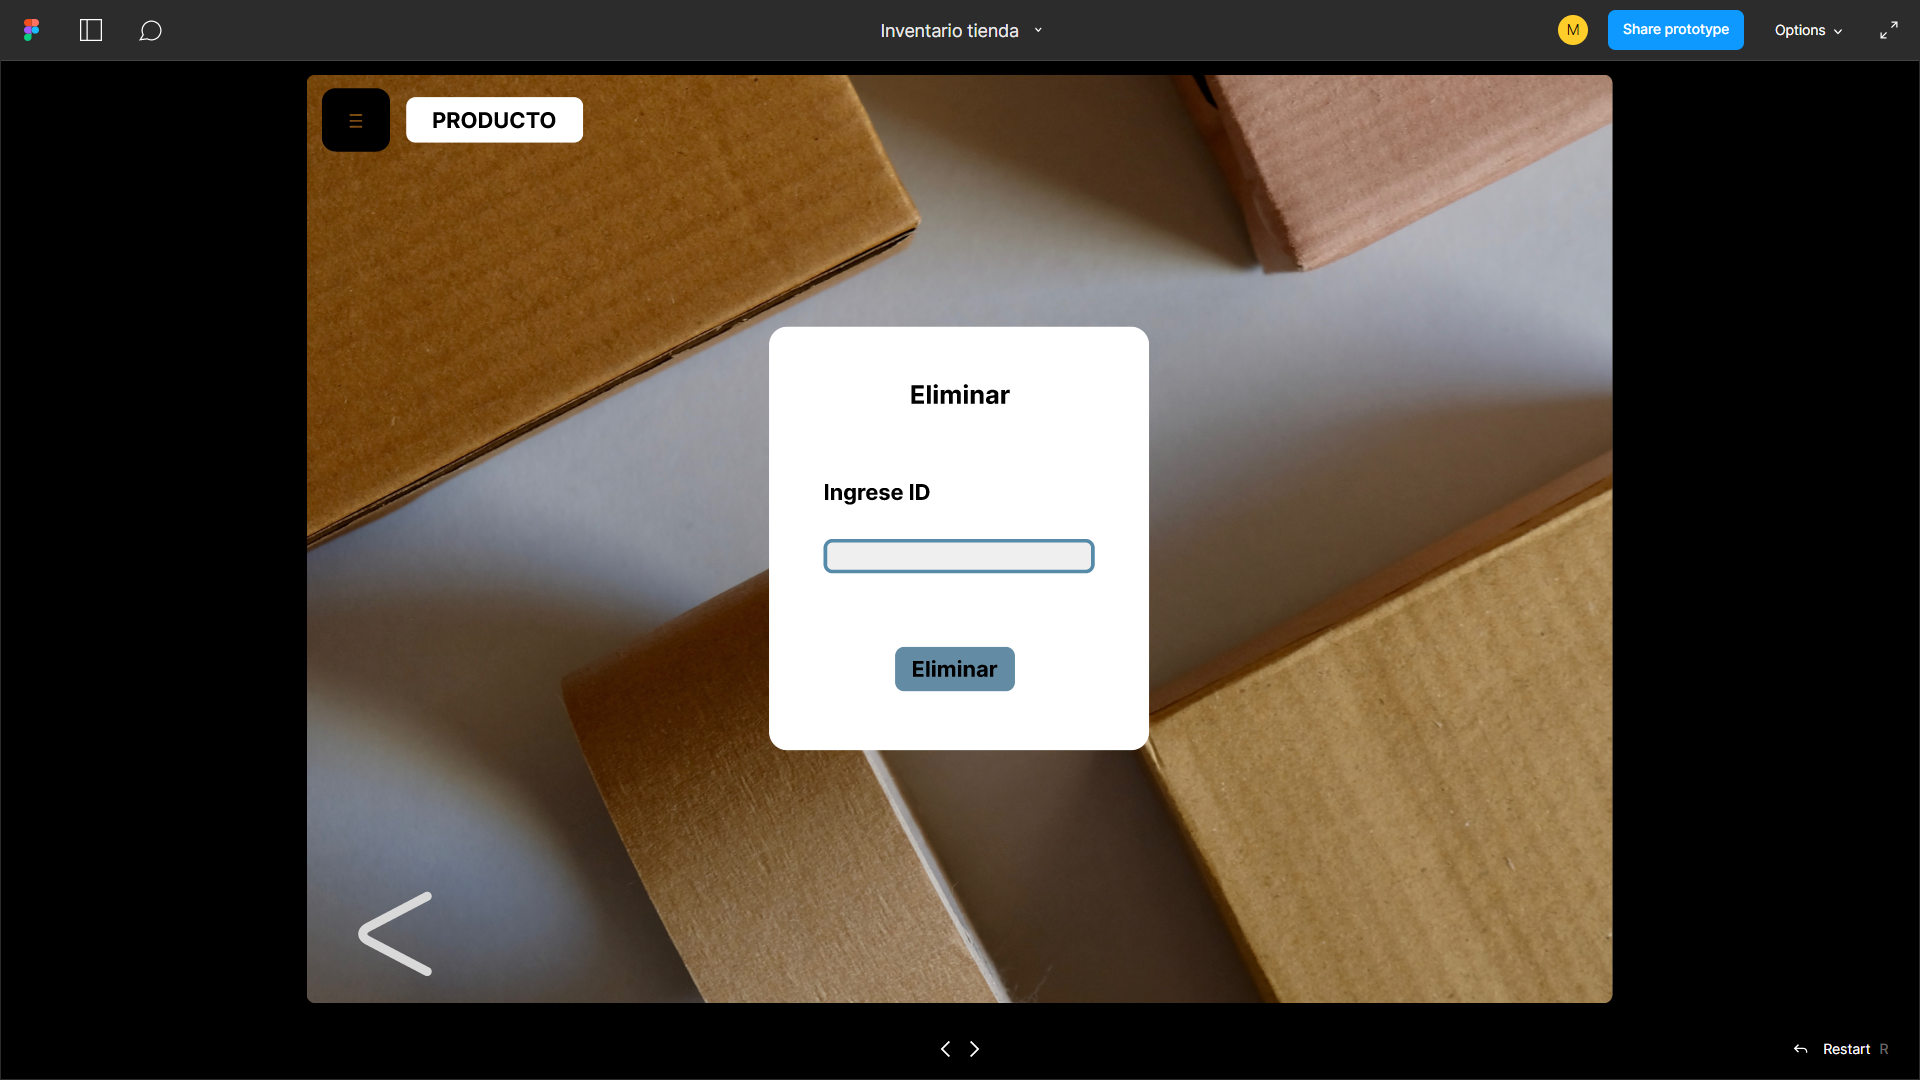 Inventario tienda
M
Share prototype
Options
PRODUCTO
Eliminar
Ingrese ID
Eliminar
Restart R